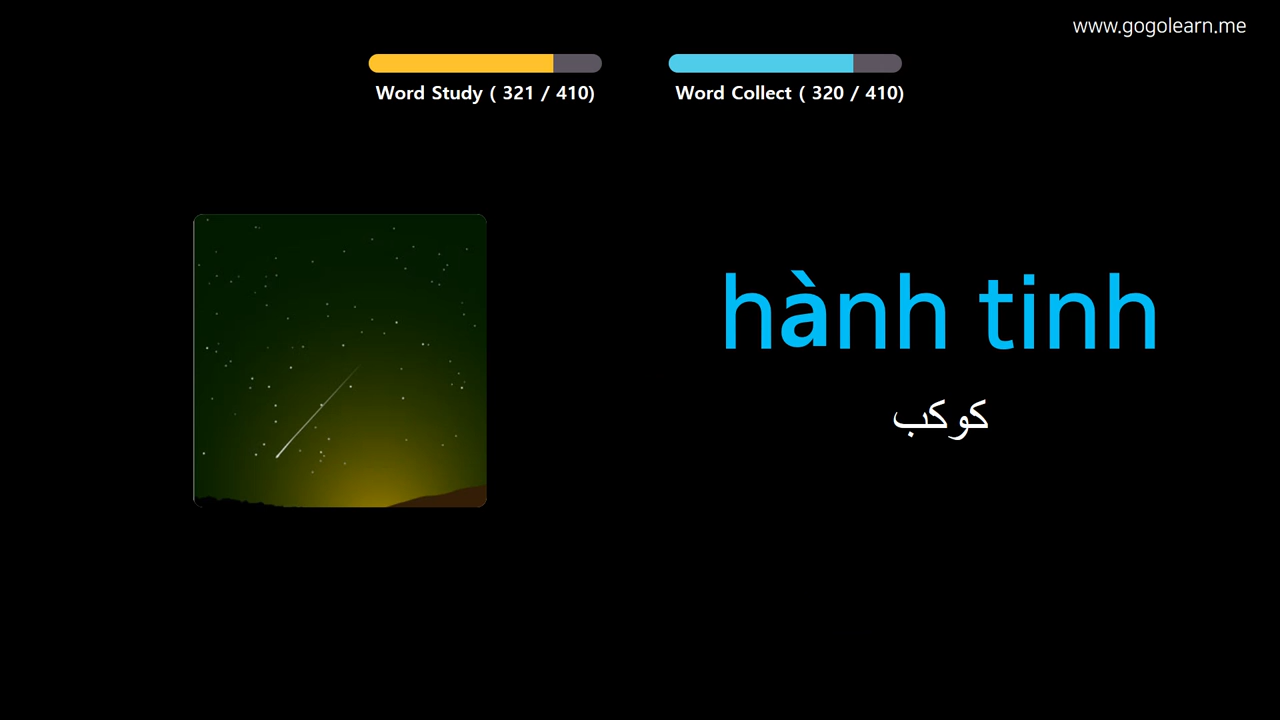 www.gogolearn.me
Word Study ( 321 / 410)
Word Collect ( 320 / 410)
hành tinh
كوكب